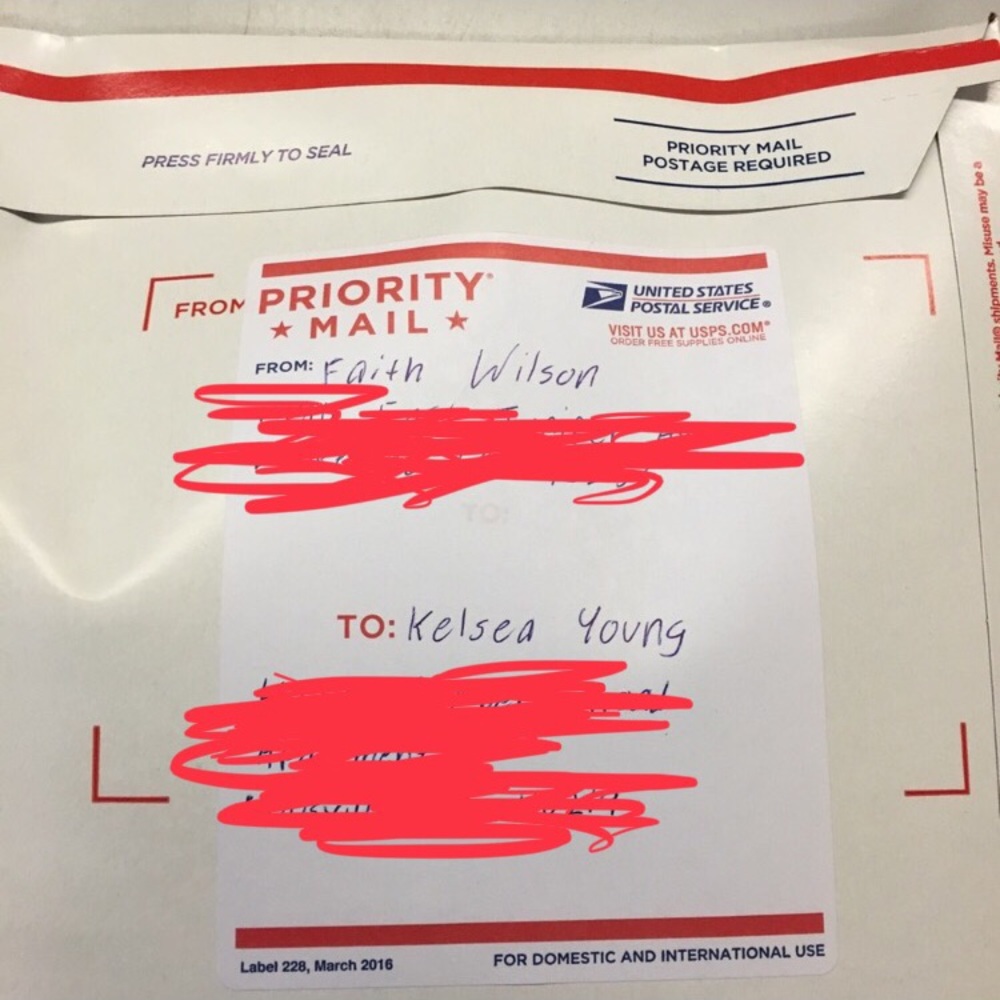 PRESS FIRMLY TO SEAL
PRIORITY MAIL
POSTAGE REQUIRED
FROM
PRIORITY
★ MAIL ★
UNITED STATES
POSTAL SERVICE®
VISIT US AT USPS.COM®
ORDER FREE SUPPLIES ONLINE
FROM: Faith Wilson
TO:
TO: Kelsea Young
Label 228, March 2016
FOR DOMESTIC AND INTERNATIONAL USE
shipments. Misuse may be a